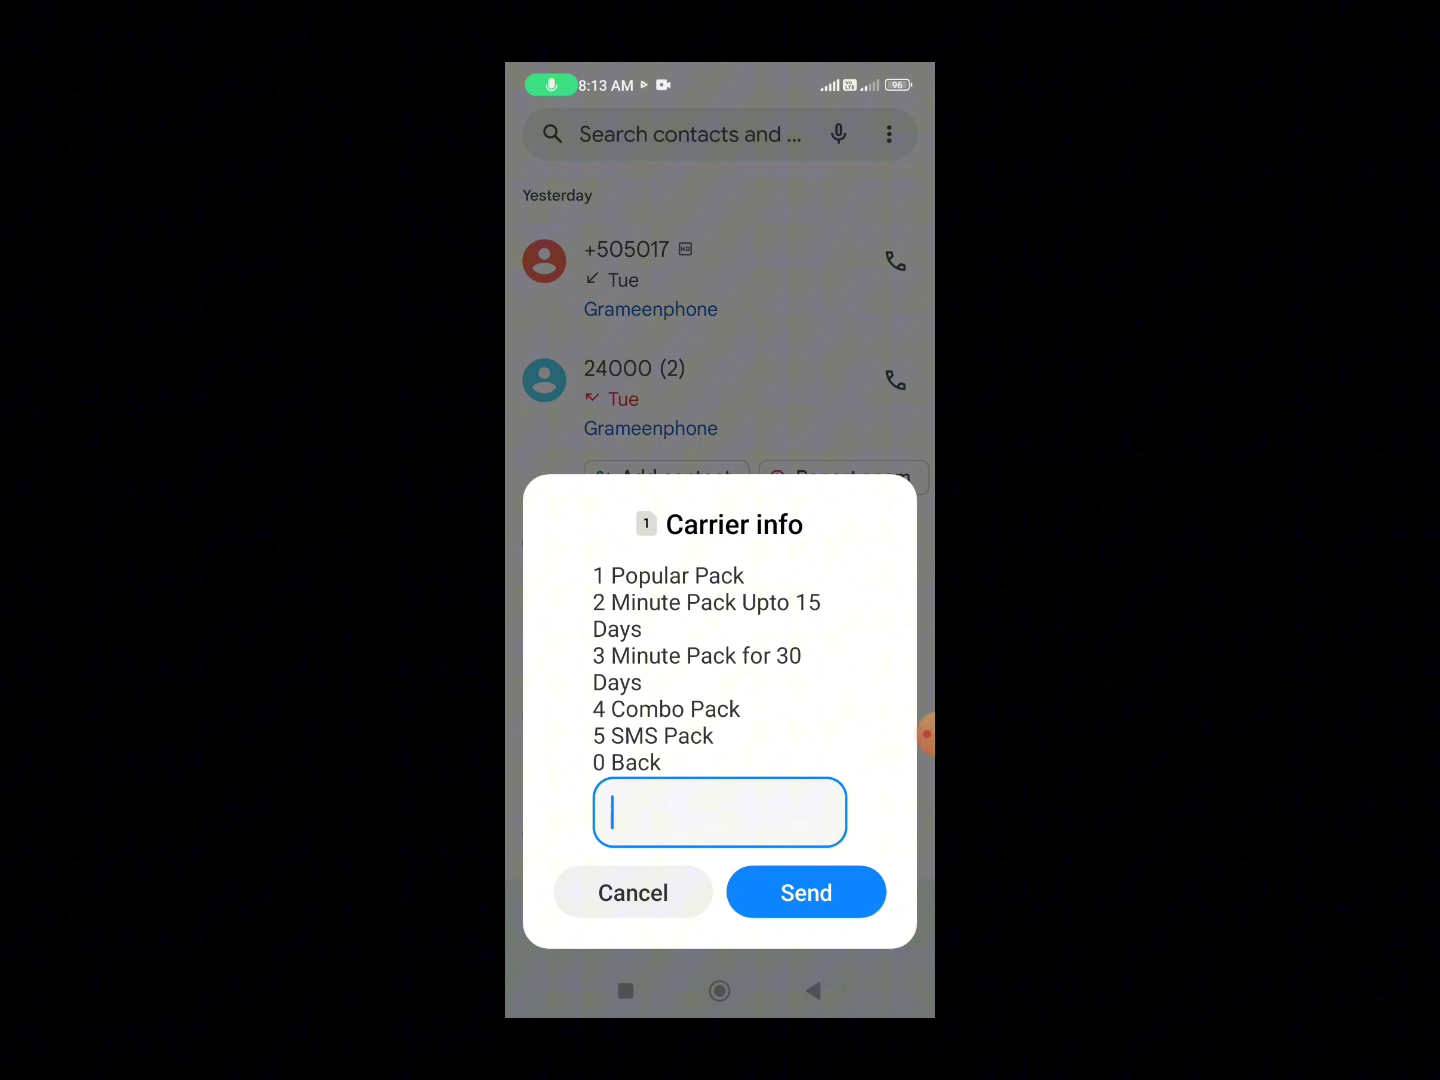 8:13 AM
96
Search contacts and ...
Yesterday
+505017 HD
Tue
Grameenphone
24000 (2)
Tue
Grameenphone
1 Carrier info
1 Popular Pack
2 Minute Pack Upto 15
Days
3 Minute Pack for 30
Days
4 Combo Pack
5 SMS Pack
0 Back
Cancel Send